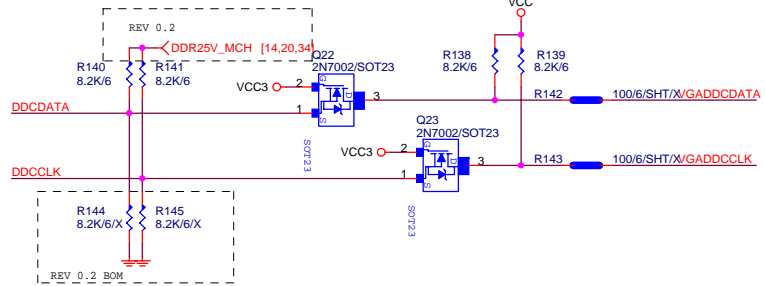 VCC
REV 0.2
DDR25V_MCH [14,20,34]
Q22
2N7002/SOT23
R140
8.2K/6
R141
8.2K/6
R138
8.2K/6
R139
8.2K/6
VCC3
2
G
D
3
R142
100/6/SHT/X
VGADDCDATA
DDCDATA
1
S
Q23
2N7002/SOT23
SOT23
VCC3
2
G
D
3
R143
100/6/SHT/X
VGADDCCLK
DDCCLK
1
S
R144
8.2K/6/X
R145
8.2K/6/X
SOT23
REV 0.2 BOM